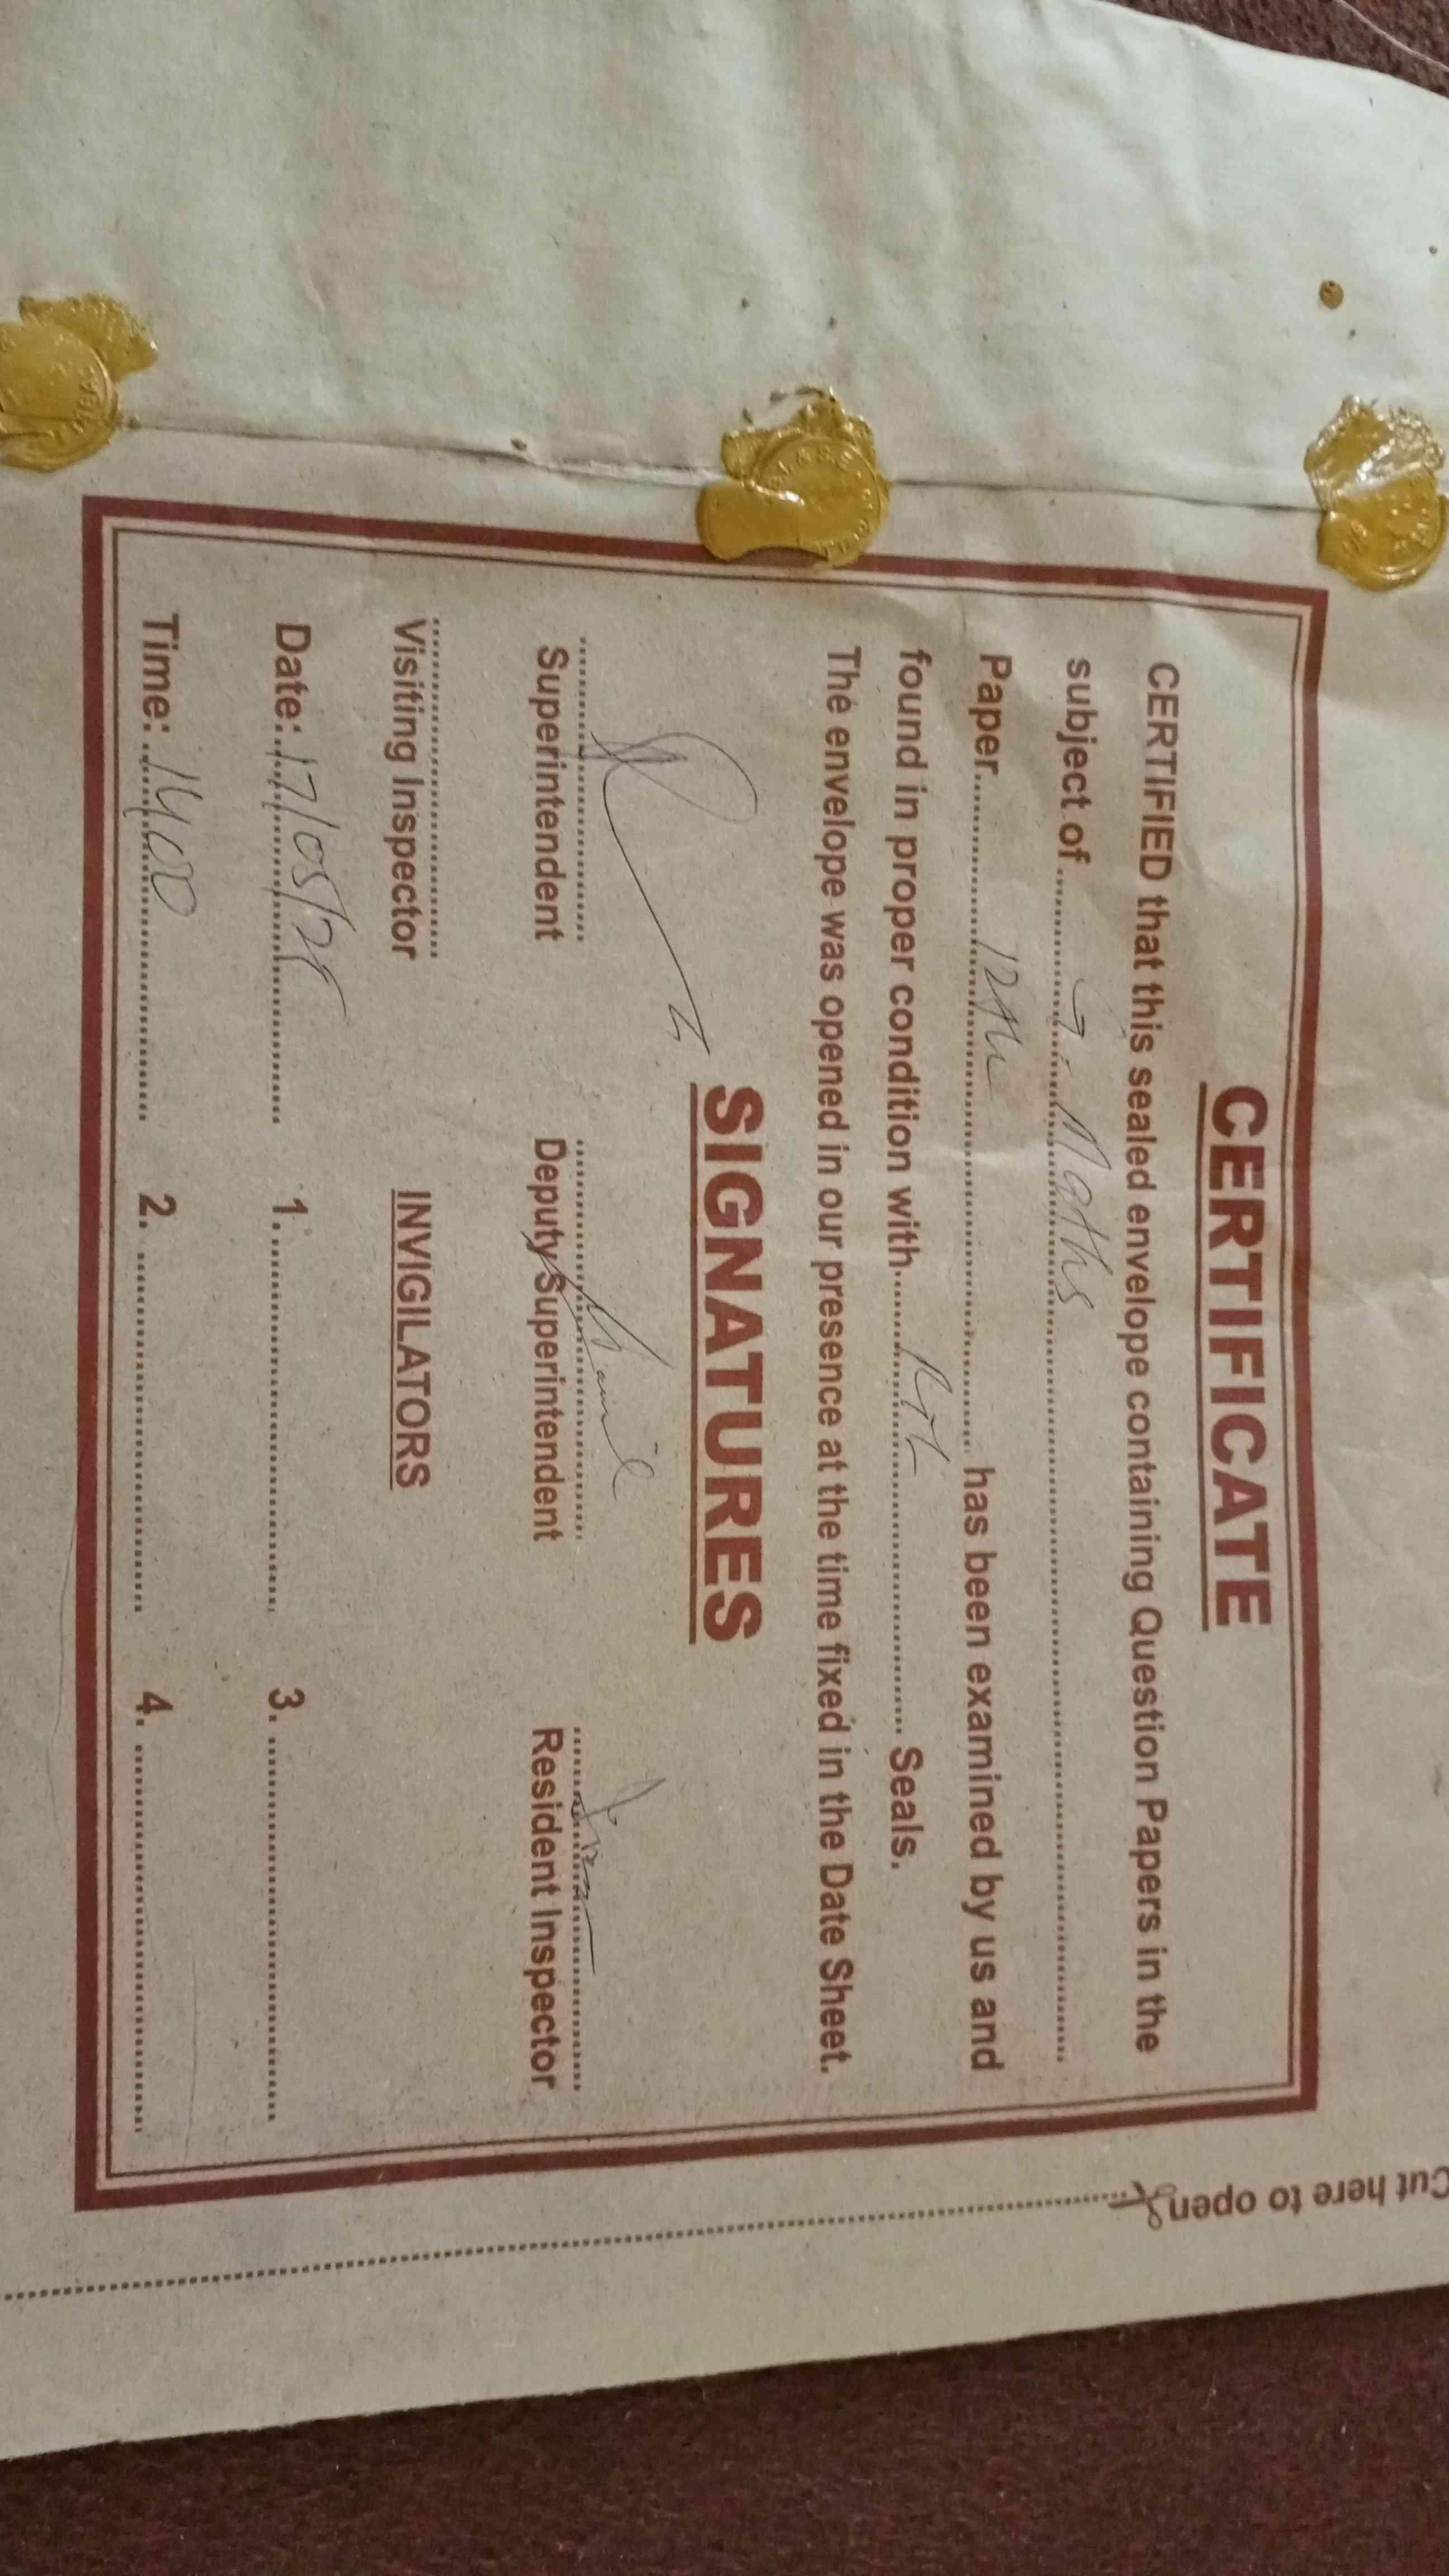 CERTIFICATE
CERTIFIED that this sealed envelope containing Question Papers in the
subject of ........ G. Maths ........
Paper........ 12th ........ has been examined by us and
found in proper condition with........ Seals.
The envelope was opened in our presence at the time fixed in the Date Sheet.
SIGNATURES
Superintendent Deputy Superintendent Resident Inspector
Visiting Inspector INVIGILATORS
Date: 17/05/25 1. ........ 3. ........
Time: 1400 2. ........ 4. ........
Cut here to open